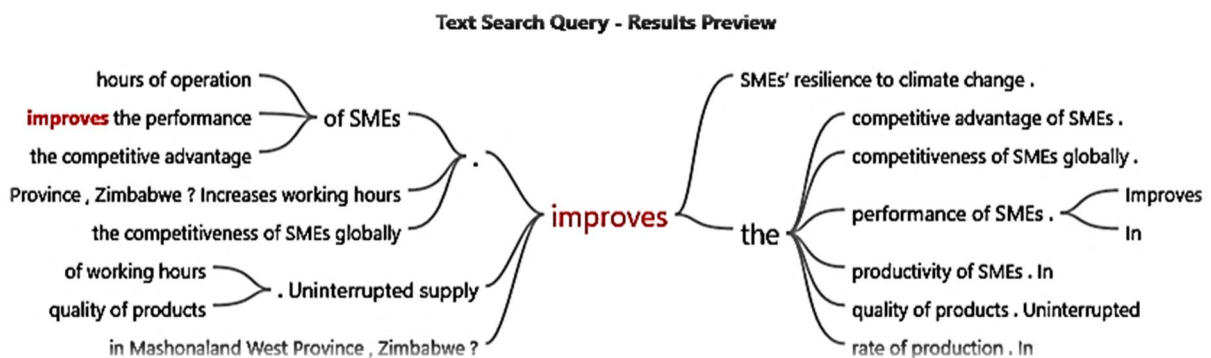 Text Search Query - Results Preview
hours of operation
improves the performance
the competitive advantage
of SMEs
Province , Zimbabwe ? Increases working hours
the competitiveness of SMEs globally
.
of working hours
quality of products
. Uninterrupted supply
in Mashonaland West Province , Zimbabwe ?
improves
SMEs' resilience to climate change .
the
competitive advantage of SMEs .
competitiveness of SMEs globally .
performance of SMEs .
Improves
In
productivity of SMEs . In
quality of products . Uninterrupted
rate of production . In